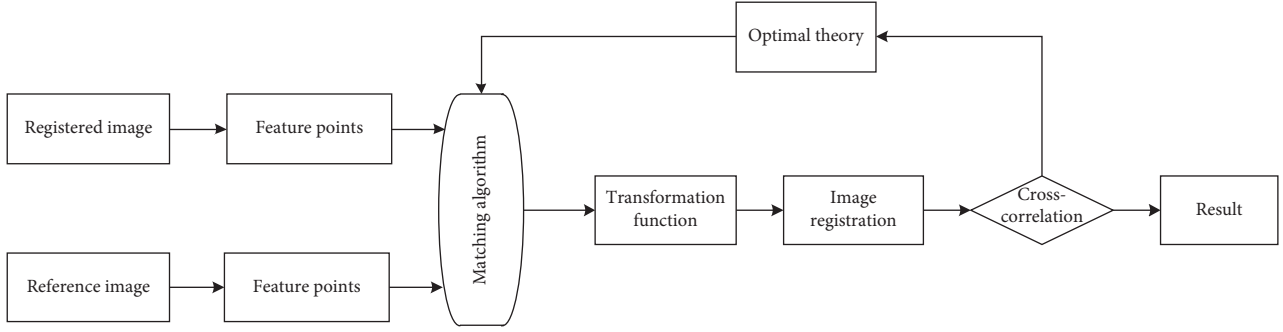 Optimal theory
Registered image
Feature points
Matching algorithm
Transformation
function
Image
registration
Cross-
correlation
Result
Reference image
Feature points